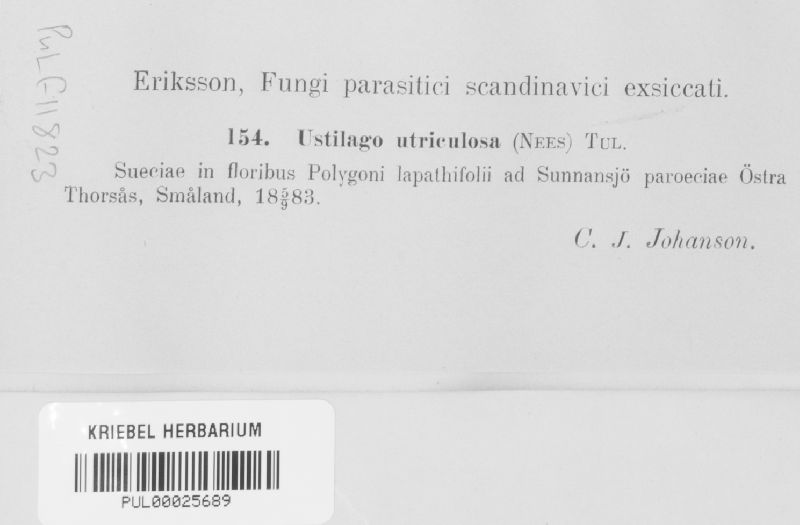 PUL F11823
Eriksson, Fungi parasitici scandinavici exsiccati.
154. Ustilago utriculosa (NEES) TUL.
Sueciae in floribus Polygoni lapathifolii ad Sunnansjö paroeciae Östra
Thorsås, Småland, 18 5/9 83.
C. J. Johanson.
KRIEBEL HERBARIUM
PUL00025689